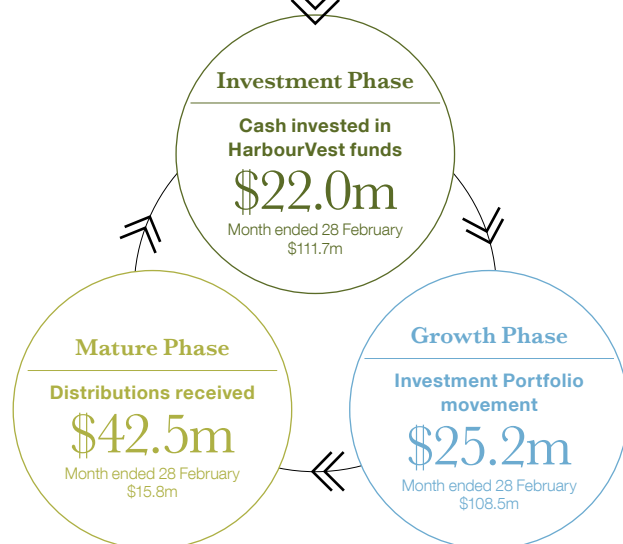 Investment Phase
Cash invested in
HarbourVest funds
$22.0m
Month ended 28 February
$111.7m
Mature Phase
Distributions received
$42.5m
Month ended 28 February
$15.8m
Growth Phase
Investment Portfolio
movement
$25.2m
Month ended 28 February
$108.5m